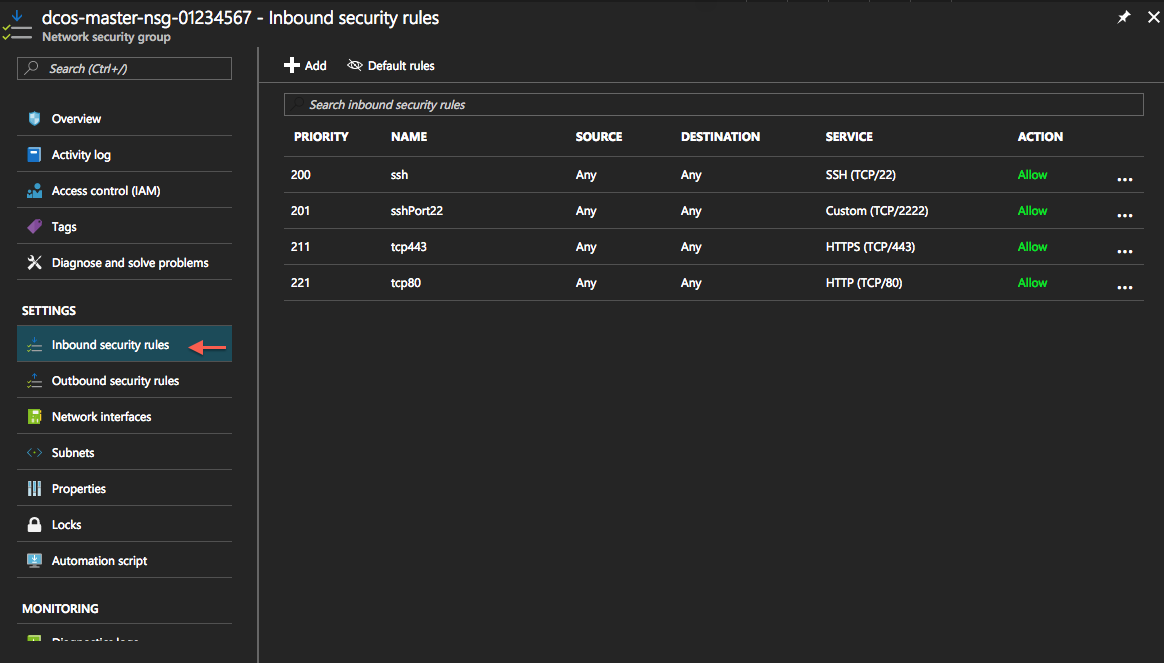 dcos-master-nsg-01234567 - Inbound security rules
Network security group
Search (Ctrl+/)
Overview
Activity log
Access control (IAM)
Tags
Diagnose and solve problems
SETTINGS
Inbound security rules
Outbound security rules
Network interfaces
Subnets
Properties
Locks
Automation script
MONITORING
Diagnostics logs
Add Default rules
Search inbound security rules
PRIORITY NAME SOURCE DESTINATION SERVICE ACTION
200 ssh Any Any SSH (TCP/22) Allow ...
201 sshPort22 Any Any Custom (TCP/2222) Allow ...
211 tcp443 Any Any HTTPS (TCP/443) Allow ...
221 tcp80 Any Any HTTP (TCP/80) Allow ...